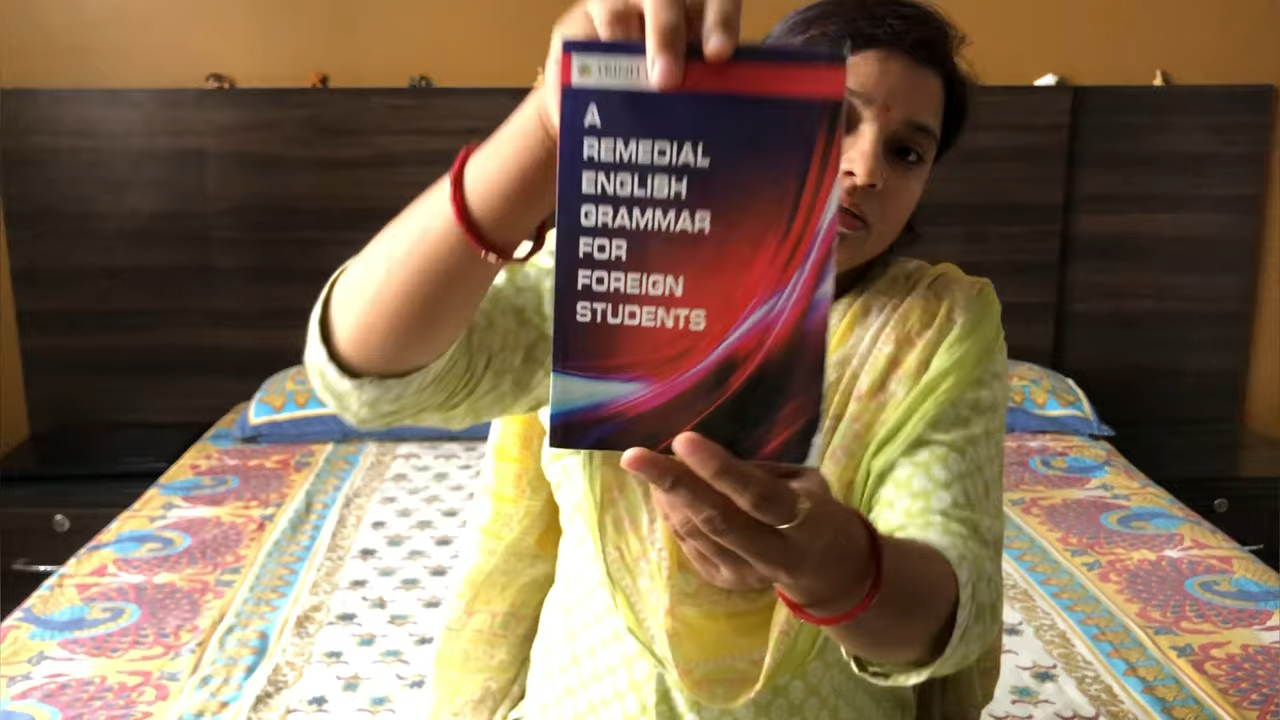 A
REMEDIAL
ENGLISH
GRAMMAR
FOR
FOREIGN
STUDENTS